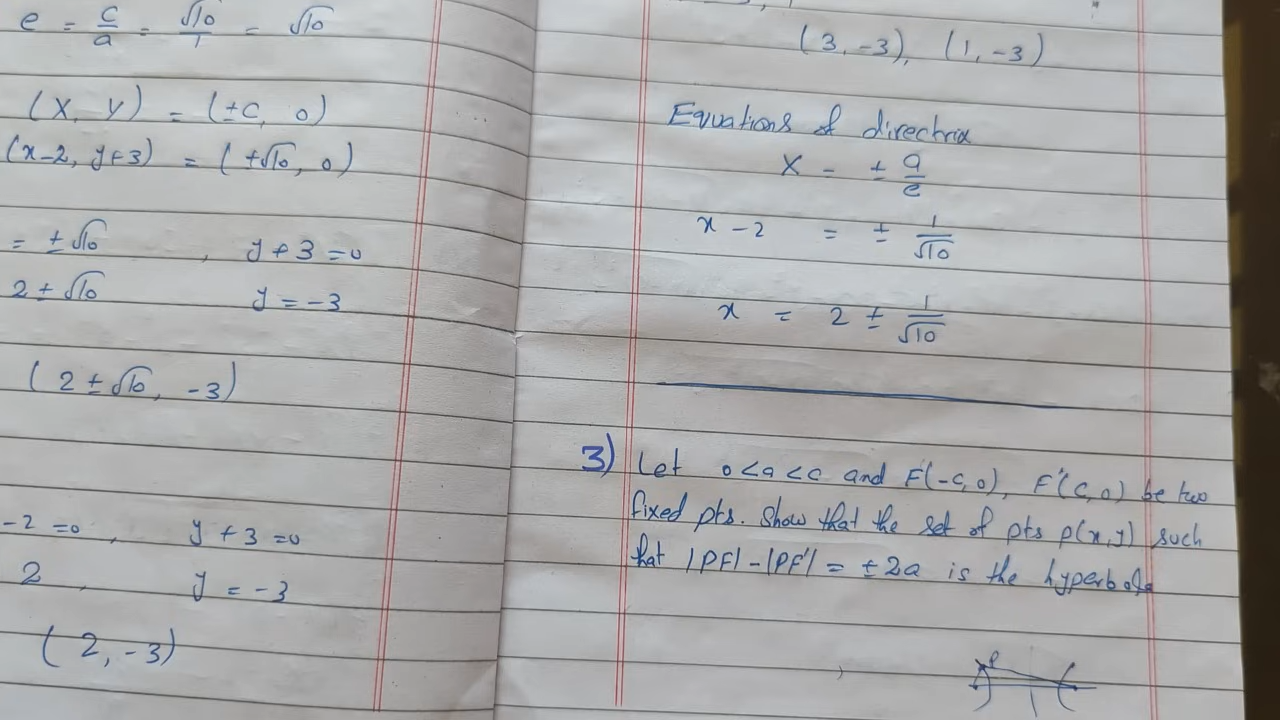 e = c/a = √10/1 = √10
(X, Y) = (±c, 0)
(x-2, y+3) = (±√10, 0)
= ±√10, y + 3 = 0
2 ± √10 y = -3
(2 ± √10, -3)
-2 = 0, y + 3 = 0
2, y = -3
(2, -3)
(3, -3), (1, -3)
Equations of directrix
X = ± a/e
x - 2 = ± 1/√10
x = 2 ± 1/√10
3) Let 0 < a < c and F(-c, 0), F'(c, 0) be two
fixed pts. Show that the set of pts p(x, y) such
that |PF| - |PF'| = ± 2a is the hyperbola
P